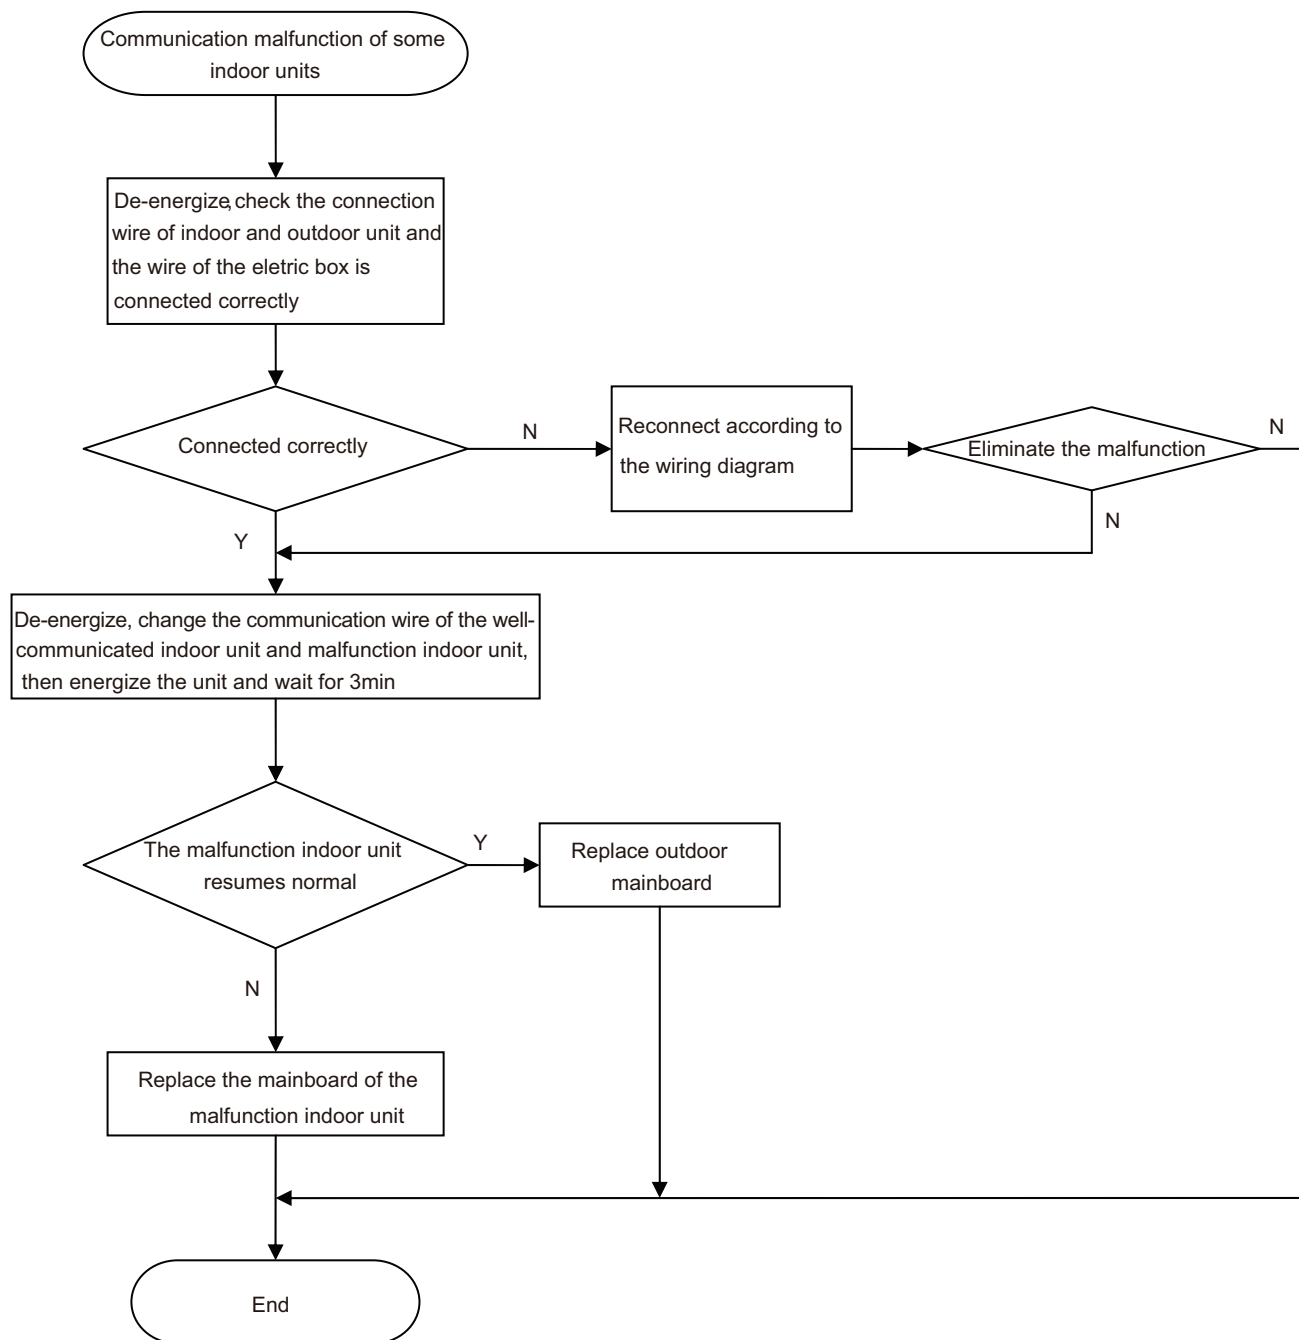 Communication malfunction of some
indoor units
De-energize,check the connection
wire of indoor and outdoor unit and
the wire of the eletric box is
connected correctly
Connected correctly
N
Reconnect according to
the wiring diagram
Eliminate the malfunction
N
N
Y
De-energize, change the communication wire of the well-
communicated indoor unit and malfunction indoor unit,
then energize the unit and wait for 3min
The malfunction indoor unit
resumes normal
Y
Replace outdoor
mainboard
N
Replace the mainboard of the
malfunction indoor unit
End